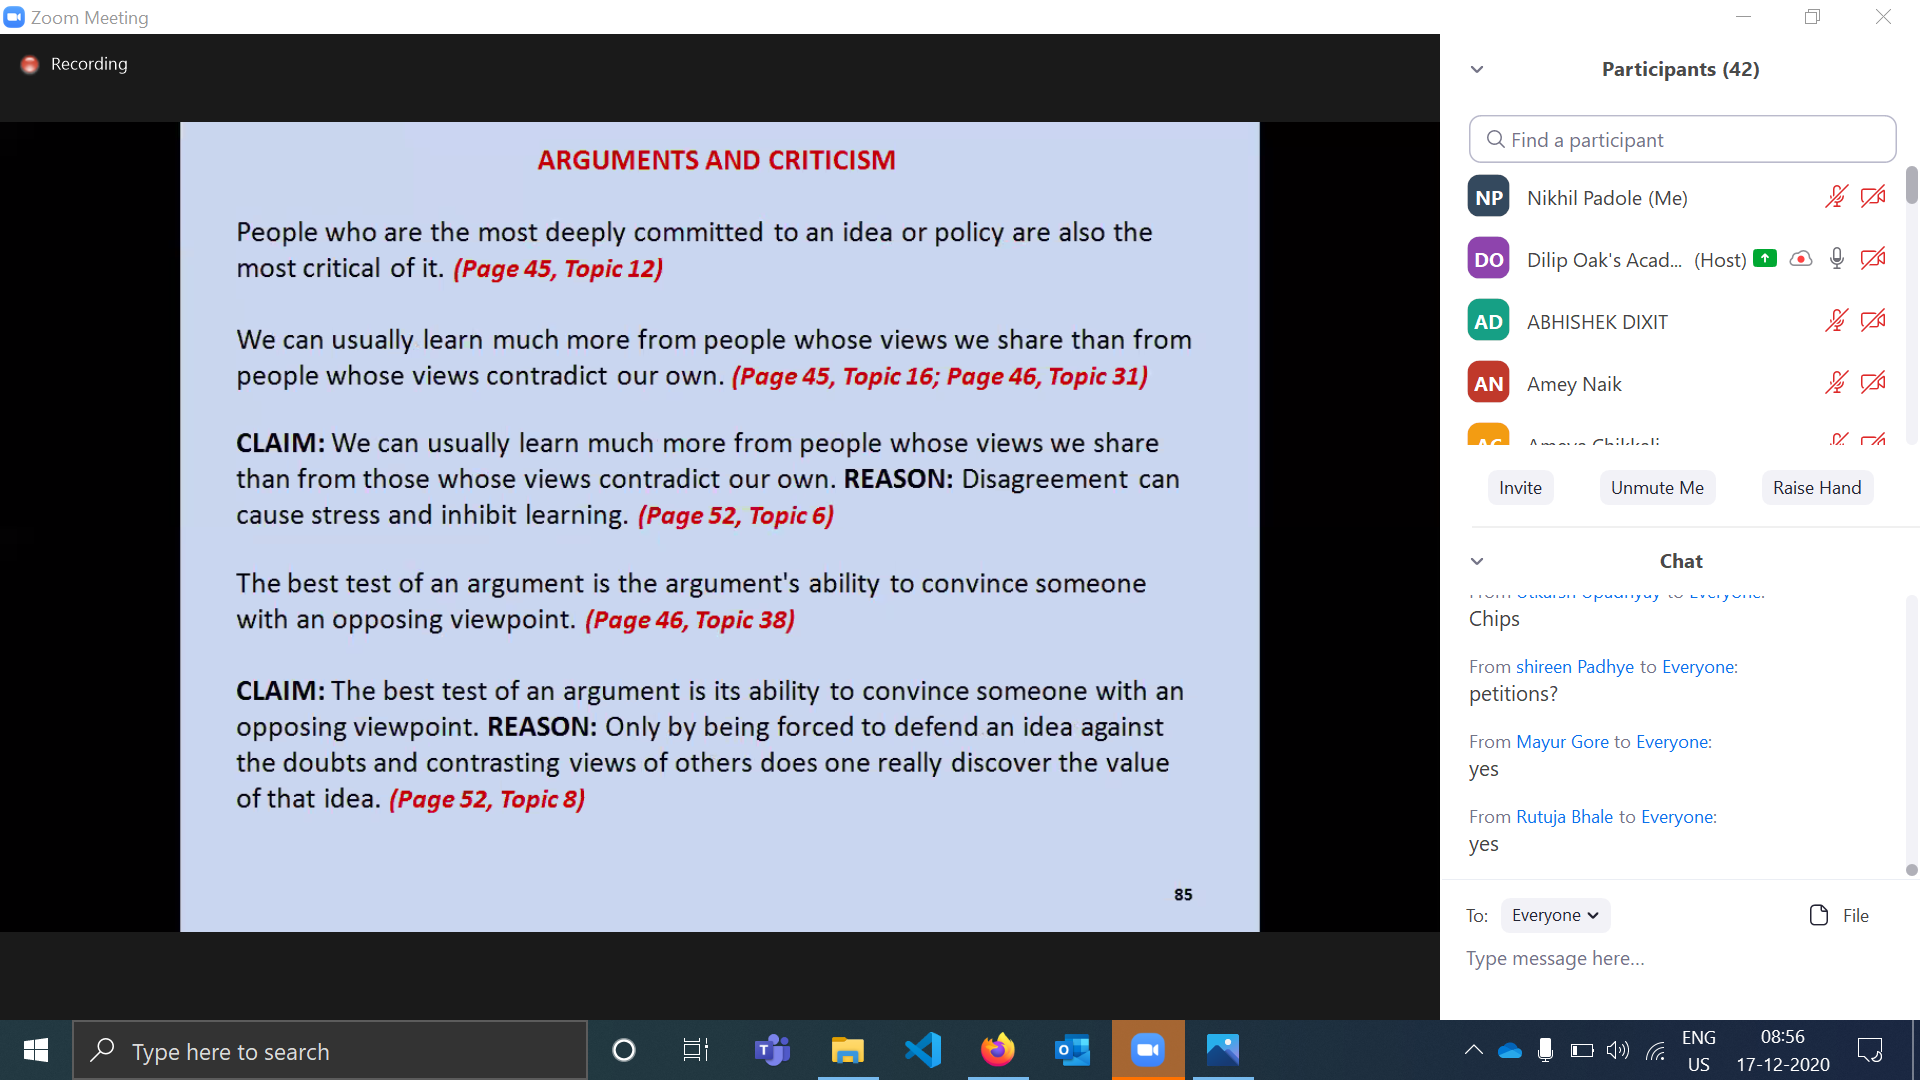 Zoom Meeting
Recording
ARGUMENTS AND CRITICISM
People who are the most deeply committed to an idea or policy are also the
most critical of it. (Page 45, Topic 12)
We can usually learn much more from people whose views we share than from
people whose views contradict our own. (Page 45, Topic 16; Page 46, Topic 31)
CLAIM: We can usually learn much more from people whose views we share
than from those whose views contradict our own. REASON: Disagreement can
cause stress and inhibit learning. (Page 52, Topic 6)
The best test of an argument is the argument's ability to convince someone
with an opposing viewpoint. (Page 46, Topic 38)
CLAIM: The best test of an argument is its ability to convince someone with an
opposing viewpoint. REASON: Only by being forced to defend an idea against
the doubts and contrasting views of others does one really discover the value
of that idea. (Page 52, Topic 8)
85
Participants (42)
Find a participant
NP Nikhil Padole (Me)
DO Dilip Oak's Acad... (Host)
AD ABHISHEK DIXIT
AN Amey Naik
Invite Unmute Me Raise Hand
Chat
Chips
From shireen Padhye to Everyone:
petitions?
From Mayur Gore to Everyone:
yes
From Rutuja Bhale to Everyone:
yes
To: Everyone File
Type message here...
Type here to search
ENG
US
08:56
17-12-2020